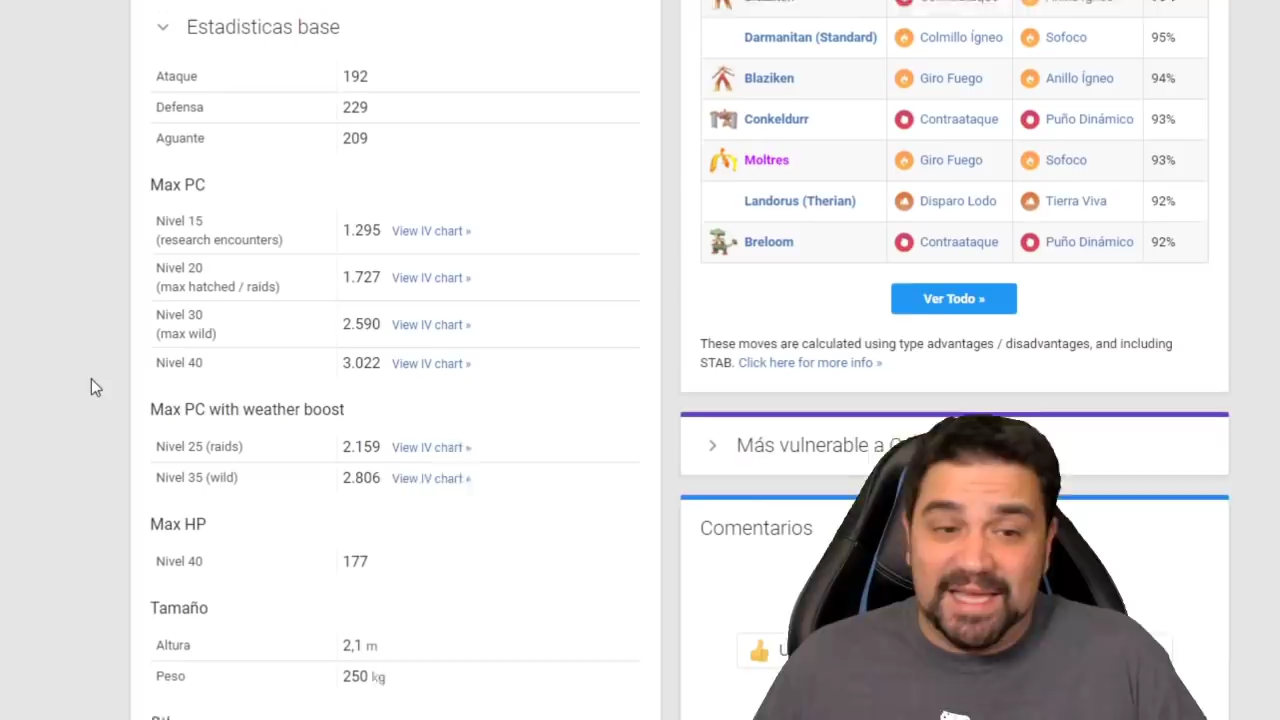 Estadisticas base
Ataque 192
Defensa 229
Aguante 209
Max PC
Nivel 15
(research encounters) 1.295 View IV chart »
Nivel 20
(max hatched / raids) 1.727 View IV chart »
Nivel 30
(max wild) 2.590 View IV chart »
Nivel 40 3.022 View IV chart »
Max PC with weather boost
Nivel 25 (raids) 2.159 View IV chart »
Nivel 35 (wild) 2.806 View IV chart »
Max HP
Nivel 40 177
Tamaño
Altura 2,1 m
Peso 250 kg
Darmanitan (Standard) Colmillo Ígneo Sofoco 95%
Blaziken Giro Fuego Anillo Ígneo 94%
Conkeldurr Contraataque Puño Dinámico 93%
Moltres Giro Fuego Sofoco 93%
Landorus (Therian) Disparo Lodo Tierra Viva 92%
Breloom Contraataque Puño Dinámico 92%
Ver Todo »
These moves are calculated using type advantages / disadvantages, and including
STAB. Click here for more info »
Más vulnerable a
Comentarios